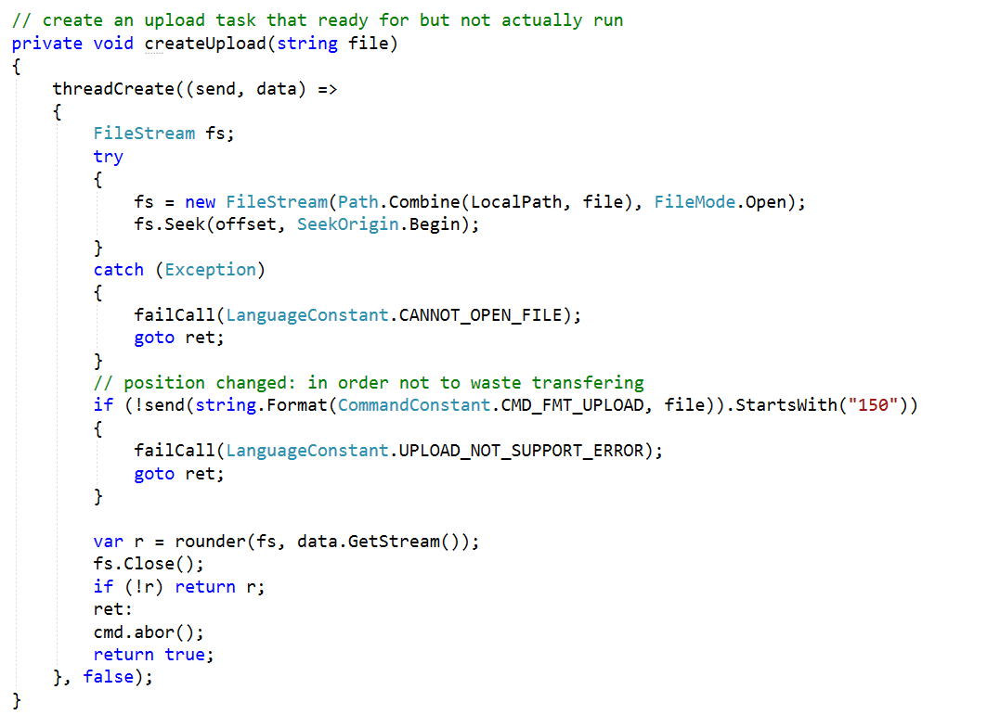 // create an upload task that ready for but not actually run
private void createUpload(string file)
{
    threadCreate((send, data) =>
    {
        FileStream fs;
        try
        {
            fs = new FileStream(Path.Combine(LocalPath, file), FileMode.Open);
            fs.Seek(offset, SeekOrigin.Begin);
        }
        catch (Exception)
        {
            failCall(LanguageConstant.CANNOT_OPEN_FILE);
            goto ret;
        }
        // position changed: in order not to waste transfering
        if (!send(string.Format(CommandConstant.CMD_FMT_UPLOAD, file)).StartsWith("150"))
        {
            failCall(LanguageConstant.UPLOAD_NOT_SUPPORT_ERROR);
            goto ret;
        }

        var r = rounder(fs, data.GetStream());
        fs.Close();
        if (!r) return r;
        ret:
        cmd.abor();
        return true;
    }, false);
}